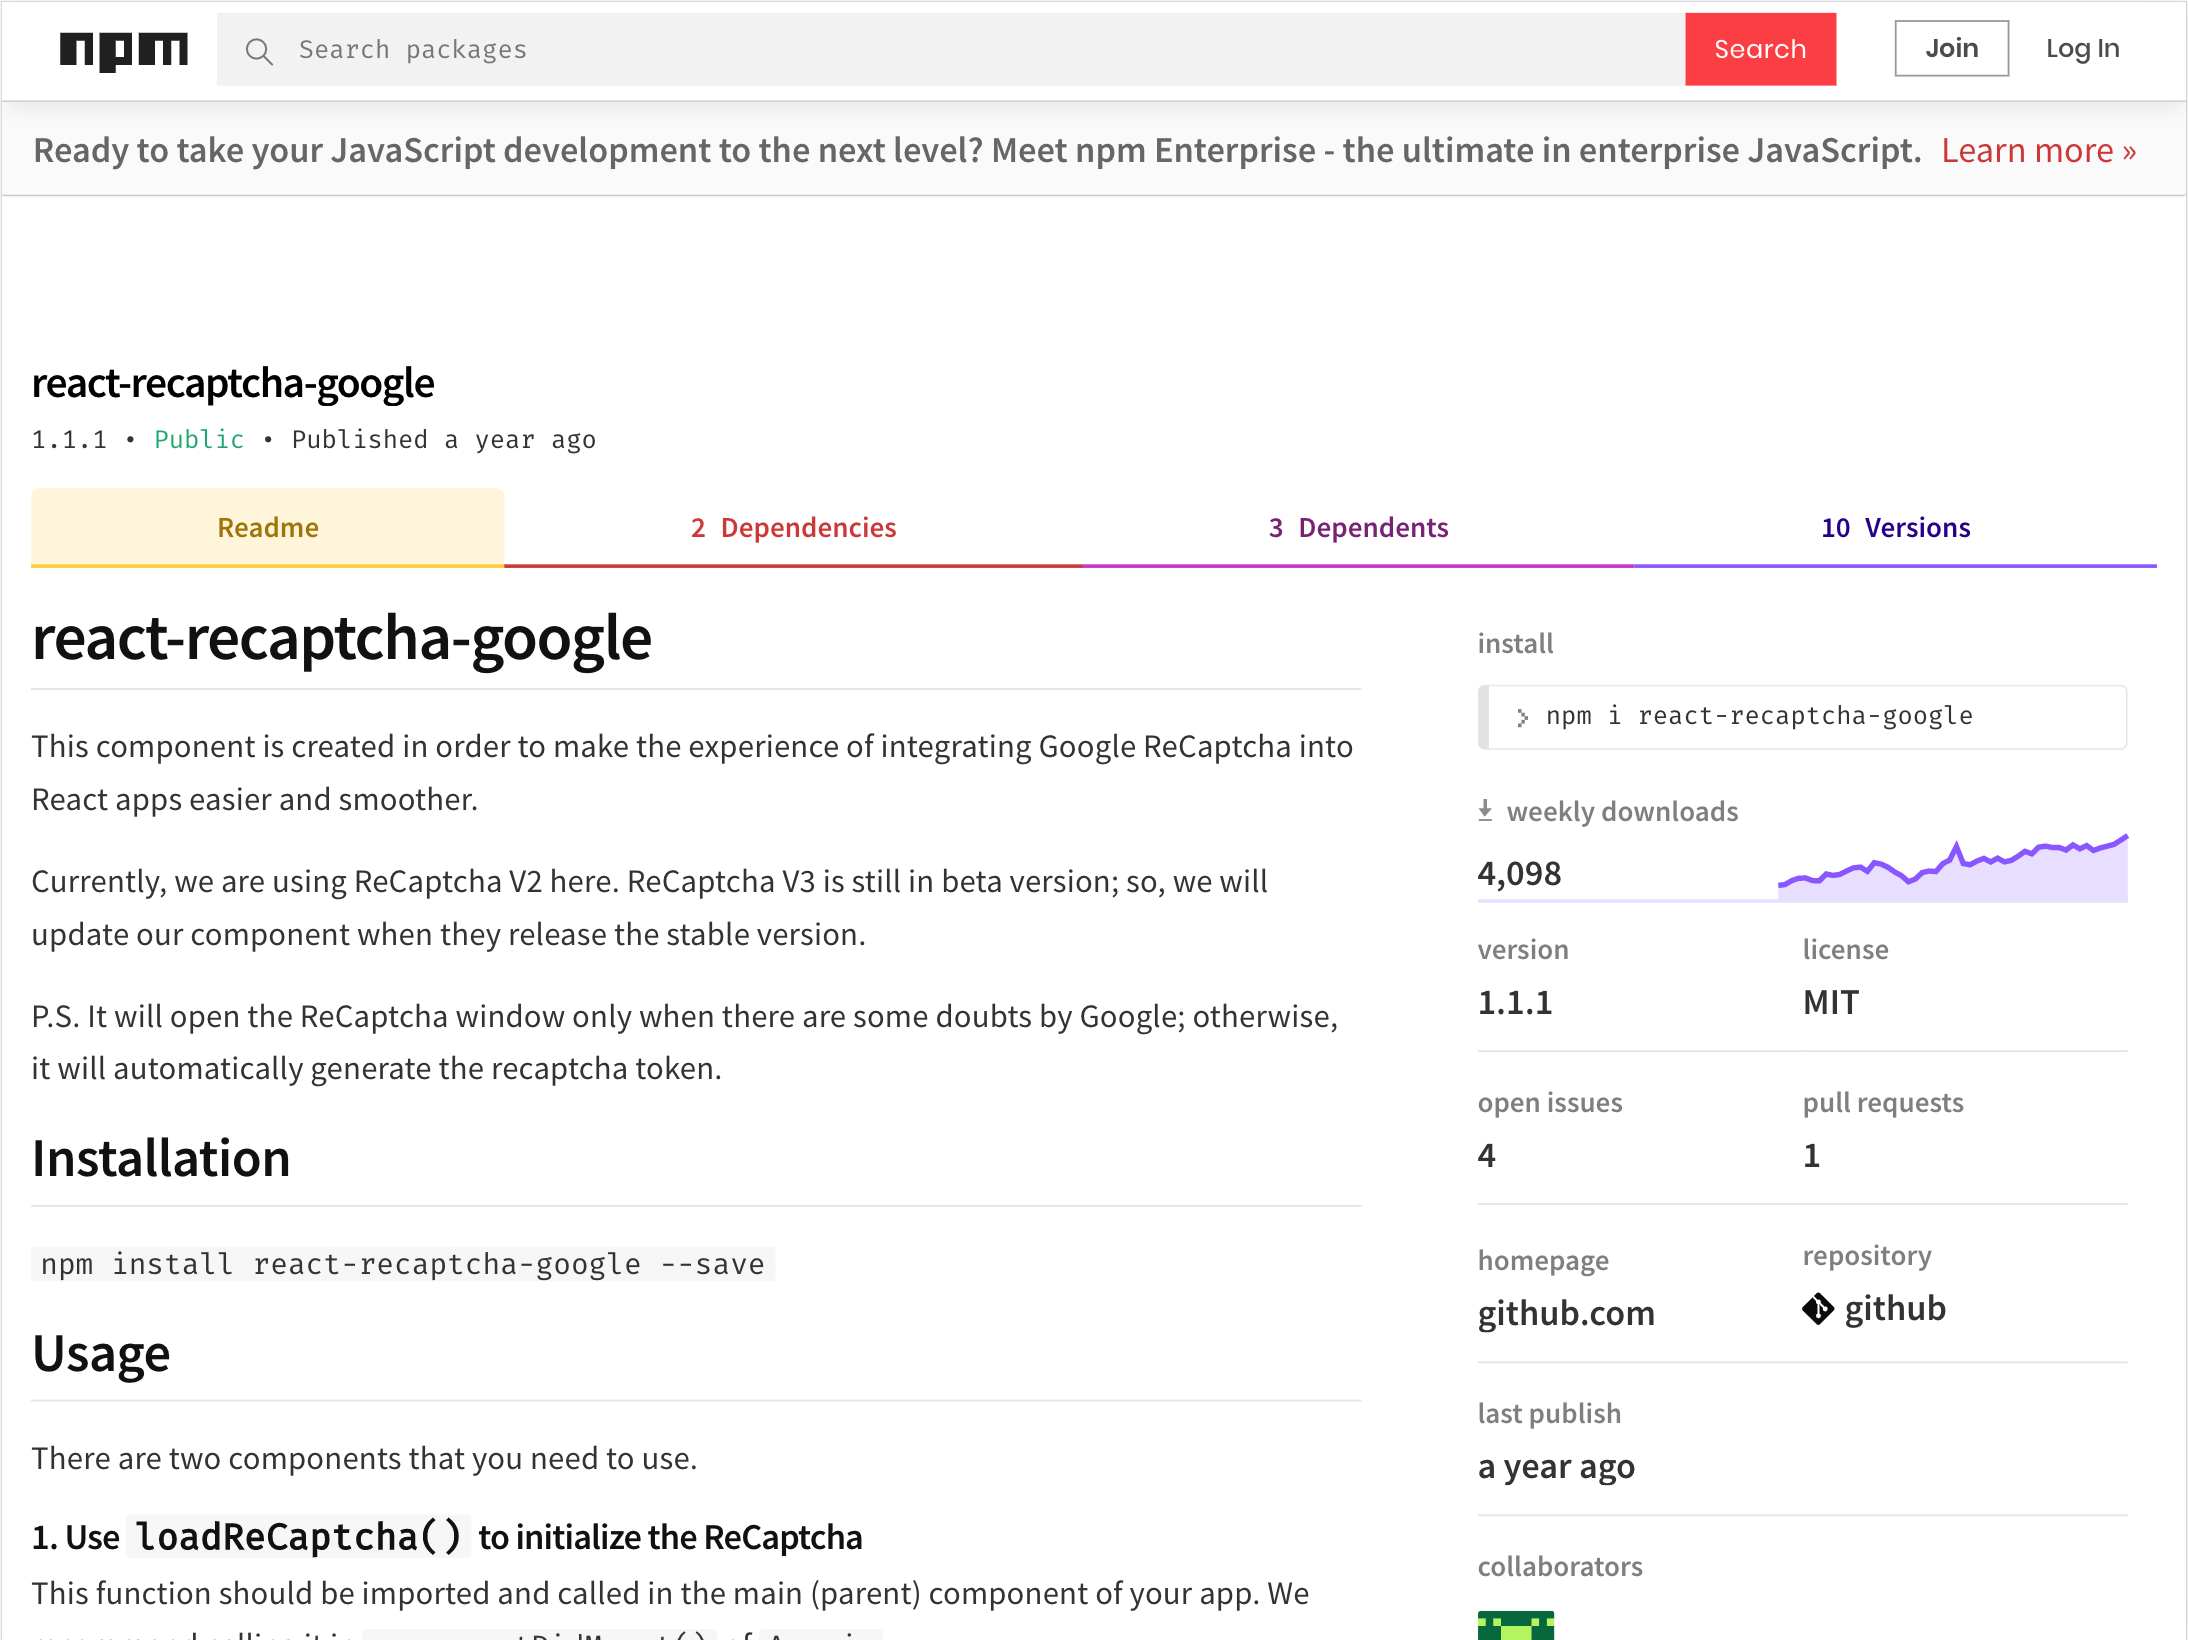 npm Search packages Search Join Log In
Ready to take your JavaScript development to the next level? Meet npm Enterprise - the ultimate in enterprise JavaScript. Learn more »
react-recaptcha-google
1.1.1 • Public • Published a year ago
Readme 2 Dependencies 3 Dependents 10 Versions
react-recaptcha-google
This component is created in order to make the experience of integrating Google ReCaptcha into
React apps easier and smoother.
Currently, we are using ReCaptcha V2 here. ReCaptcha V3 is still in beta version; so, we will
update our component when they release the stable version.
P.S. It will open the ReCaptcha window only when there are some doubts by Google; otherwise,
it will automatically generate the recaptcha token.
Installation
npm install react-recaptcha-google --save
Usage
There are two components that you need to use.
1. Use loadReCaptcha() to initialize the ReCaptcha
This function should be imported and called in the main (parent) component of your app. We
install
npm i react-recaptcha-google
weekly downloads
4,098
version license
1.1.1 MIT
open issues pull requests
4 1
homepage repository
github.com github
last publish
a year ago
collaborators